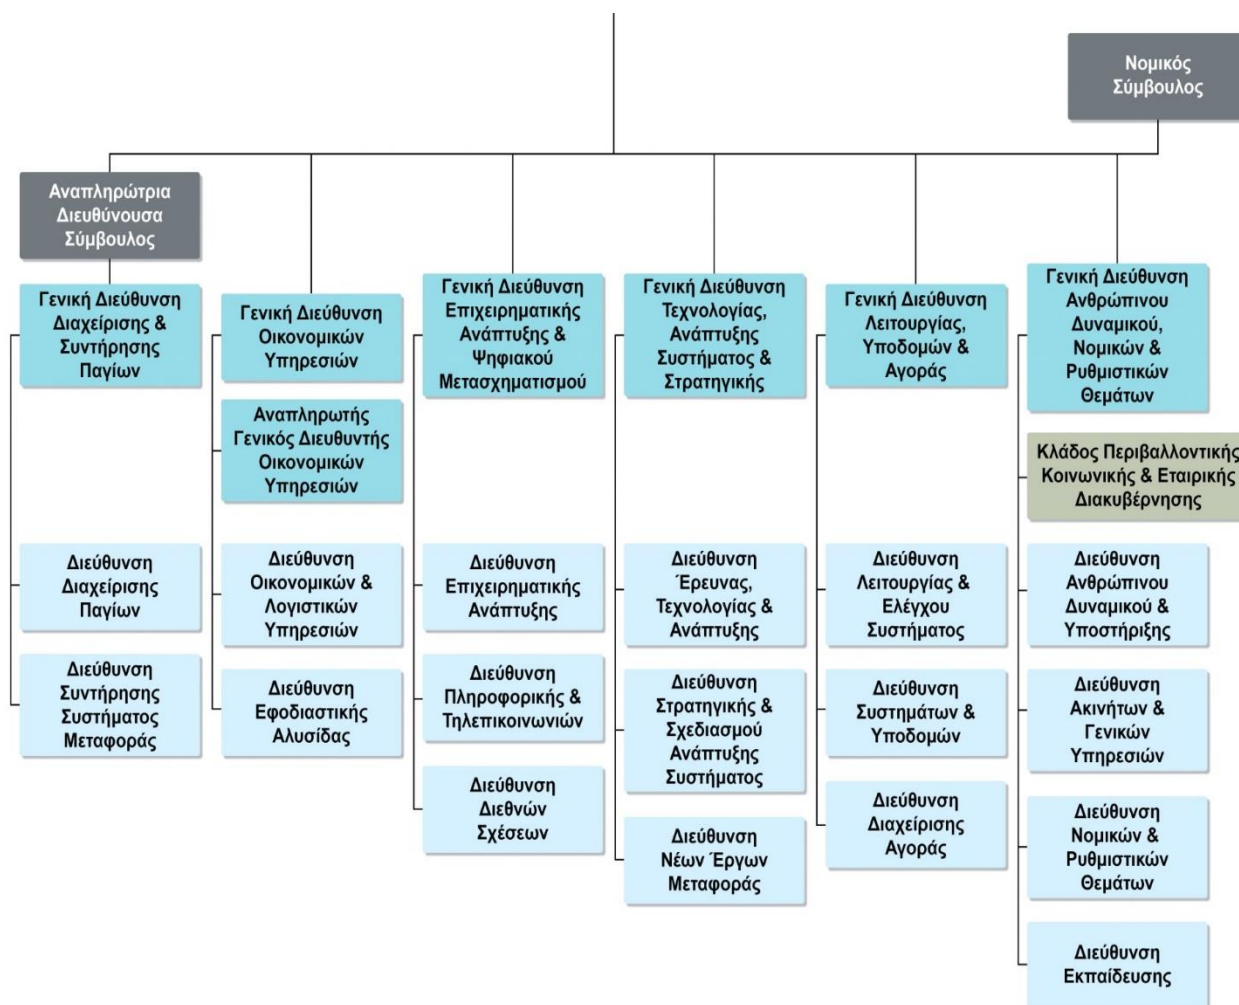 Νομικός
Σύμβουλος
Αναπληρώτρια
Διευθύνουσα
Σύμβουλος
Γενική Διεύθυνση
Διαχείρισης &
Συντήρησης
Παγίων
Διεύθυνση
Διαχείρισης
Παγίων
Διεύθυνση
Συντήρησης
Συστήματος
Μεταφοράς
Γενική Διεύθυνση
Οικονομικών
Υπηρεσιών
Αναπληρωτής
Γενικός Διευθυντής
Οικονομικών
Υπηρεσιών
Διεύθυνση
Οικονομικών &
Λογιστικών
Υπηρεσιών
Διεύθυνση
Εφοδιαστικής
Αλυσίδας
Γενική Διεύθυνση
Επιχειρηματικής
Ανάπτυξης &
Ψηφιακού
Μετασχηματισμού
Διεύθυνση
Επιχειρηματικής
Ανάπτυξης
Διεύθυνση
Πληροφορικής &
Τηλεπικοινωνιών
Διεύθυνση
Διεθνών
Σχέσεων
Γενική Διεύθυνση
Τεχνολογίας,
Ανάπτυξης
Συστήματος &
Στρατηγικής
Διεύθυνση
Έρευνας,
Τεχνολογίας &
Ανάπτυξης
Διεύθυνση
Στρατηγικής &
Σχεδιασμού
Ανάπτυξης
Συστήματος
Διεύθυνση
Νέων Έργων
Μεταφοράς
Γενική Διεύθυνση
Λειτουργίας,
Υποδομών &
Αγοράς
Διεύθυνση
Λειτουργίας &
Ελέγχου
Συστήματος
Διεύθυνση
Συστημάτων &
Υποδομών
Διεύθυνση
Διαχείρισης
Αγοράς
Γενική Διεύθυνση
Ανθρώπινου
Δυναμικού,
Νομικών &
Ρυθμιστικών
Θεμάτων
Κλάδος Περιβαλλοντικής
Κοινωνικής & Εταιρικής
Διακυβέρνησης
Διεύθυνση
Ανθρώπινου
Δυναμικού &
Υποστήριξης
Διεύθυνση
Ακινήτων &
Γενικών
Υπηρεσιών
Διεύθυνση
Νομικών &
Ρυθμιστικών
Θεμάτων
Διεύθυνση
Εκπαίδευσης